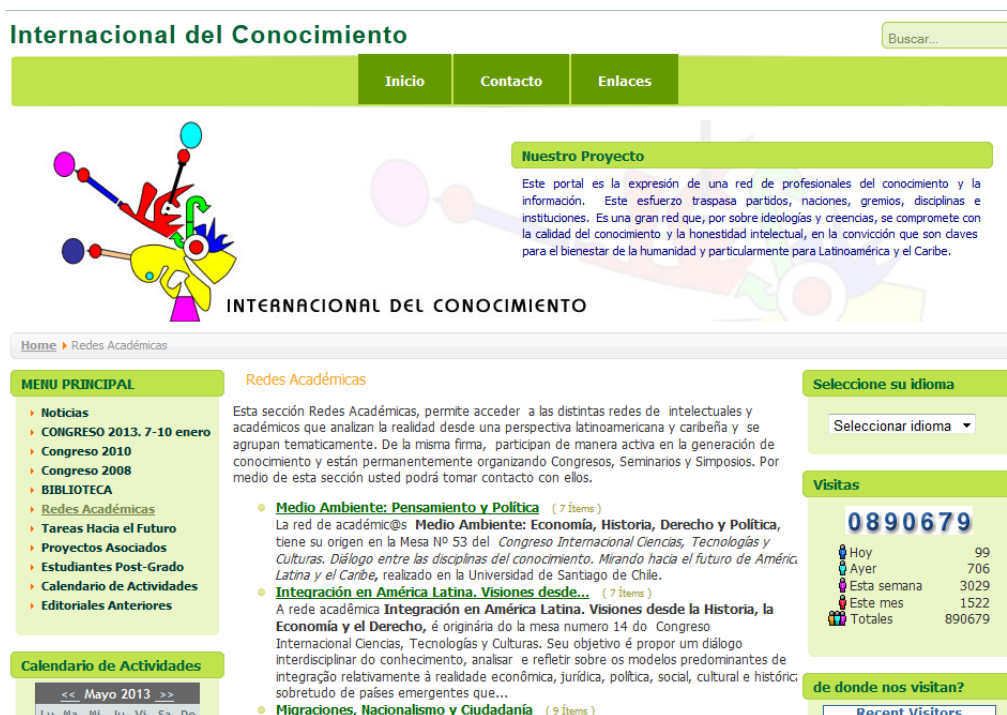 Internacional del Conocimiento
Buscar...
Inicio
Contacto
Enlaces
Nuestro Proyecto
Este portal es la expresión de una red de profesionales del conocimiento y la
información. Este esfuerzo traspasa partidos, naciones, gremios, disciplinas e
instituciones. Es una gran red que, por sobre ideologías y creencias, se compromete con
la calidad del conocimiento y la honestidad intelectual, en la convicción que son claves
para el bienestar de la humanidad y particularmente para Latinoamérica y el Caribe.
INTERNACIONAL DEL CONOCIMIENTO
Home Redes Académicas
MENU PRINCIPAL
Noticias
CONGRESO 2013. 7-10 enero
Congreso 2010
Congreso 2008
BIBLIOTECA
Redes Académicas
Tareas Hacia el Futuro
Proyectos Asociados
Estudiantes Post-Grado
Calendario de Actividades
Editoriales Anteriores
Calendario de Actividades
<< Mayo 2013 >>
Lu Ma Mi Ju Vi Sa Do
Redes Académicas
Esta sección Redes Académicas, permite acceder a las distintas redes de intelectuales y
académicos que analizan la realidad desde una perspectiva latinoamericana y caribeña y se
agrupan tematicamente. De la misma firma, participan de manera activa en la generación de
conocimiento y están permanentemente organizando Congresos, Seminarios y Simposios. Por
medio de esta sección usted podrá tomar contacto con ellos.
Medio Ambiente: Pensamiento y Política ( 7 Ítems )
La red de académic@s Medio Ambiente: Economía, Historia, Derecho y Política,
tiene su origen en la Mesa Nº 53 del Congreso Internacional Ciencias, Tecnologías y
Culturas. Diálogo entre las disciplinas del conocimiento. Mirando hacia el futuro de América
Latina y el Caribe, realizado en la Universidad de Santiago de Chile.
Integración en América Latina. Visiones desde... ( 7 Ítems )
A rede acadêmica Integración en América Latina. Visiones desde la Historia, la
Economía y el Derecho, é originária do la mesa numero 14 do Congreso
Internacional Ciencias, Tecnologías y Culturas. Seu objetivo é propor um diálogo
interdisciplinar do conhecimento, analisar e refletir sobre os modelos predominantes de
integração relativamente à realidade econômica, jurídica, política, social, cultural e histórica
sobretudo de países emergentes que...
Migraciones, Nacionalismo y Ciudadanía ( 9 Ítems )
Seleccione su idioma
Seleccionar idioma
Visitas
0890679
Hoy 99
Ayer 706
Esta semana 3029
Este mes 1522
Totales 890679
de donde nos visitan?
Recent Visitors